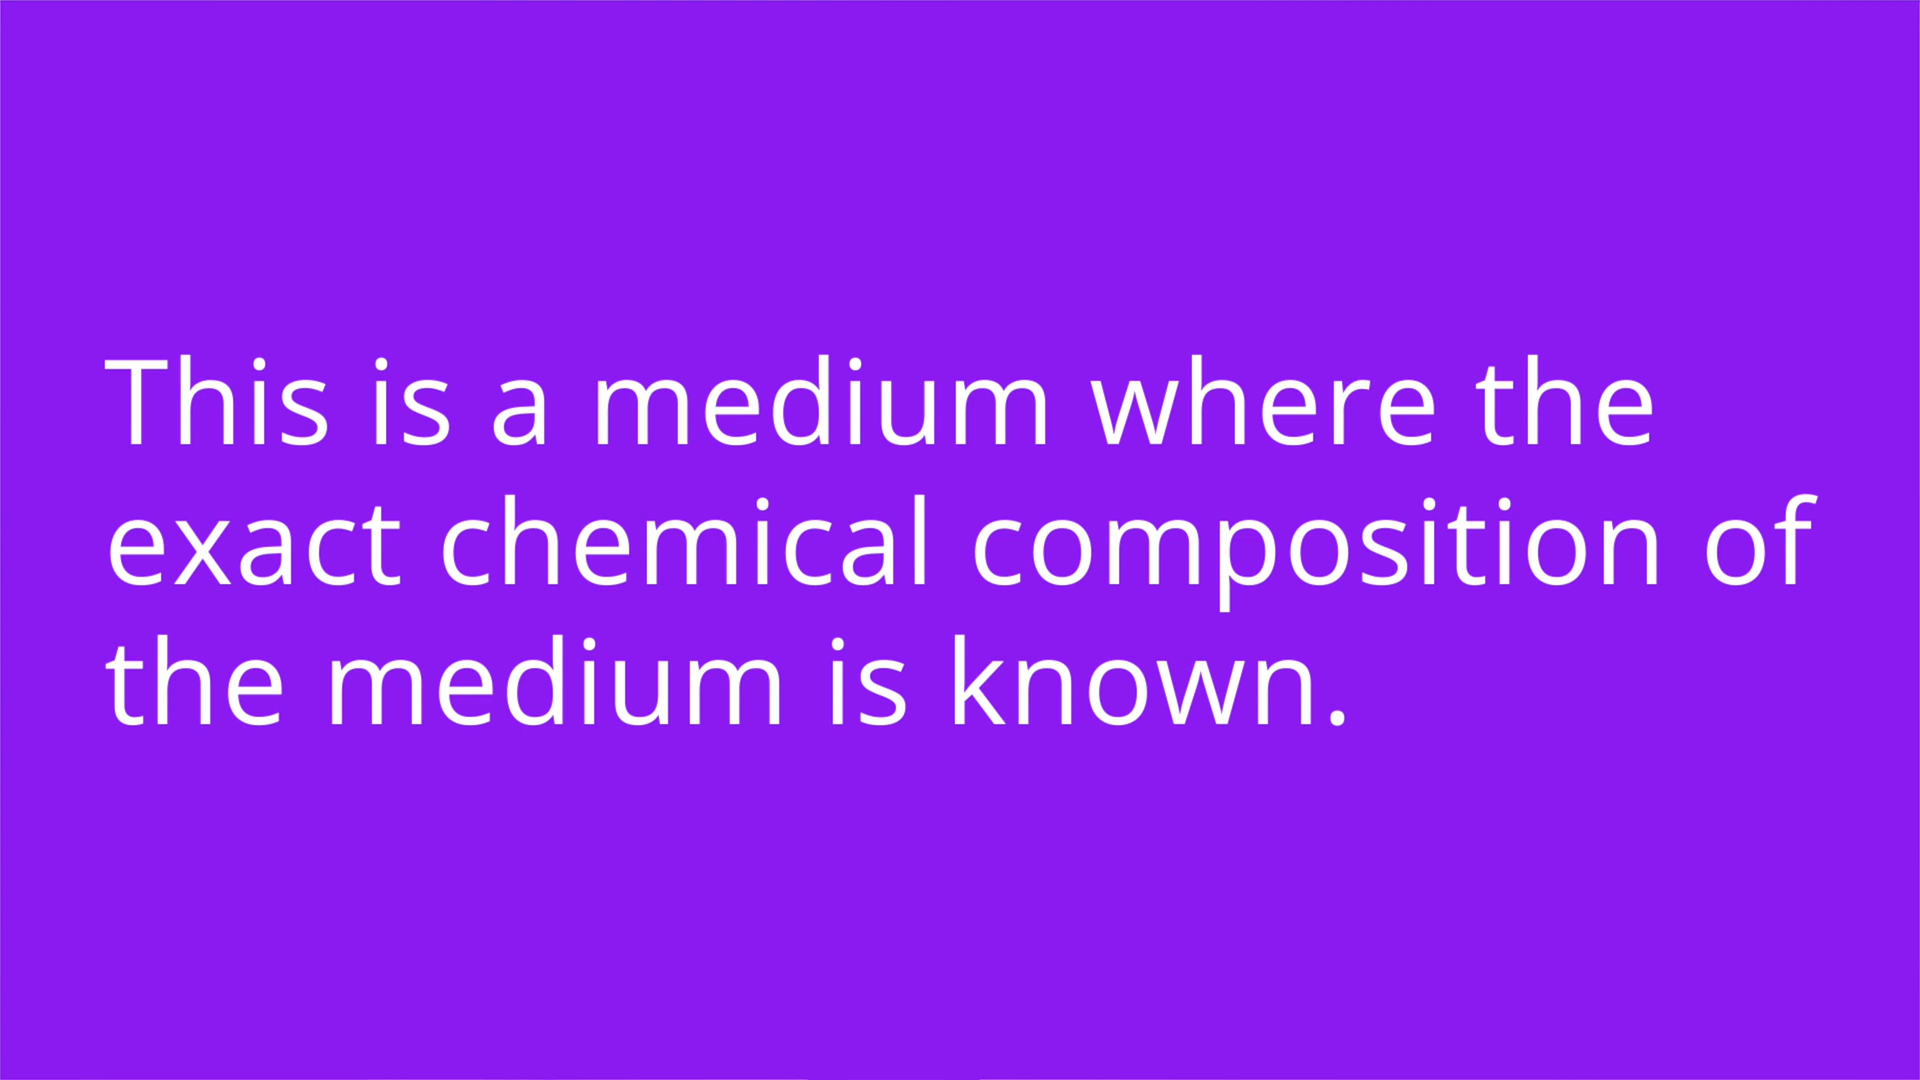 This is a medium where the
exact chemical composition of
the medium is known.